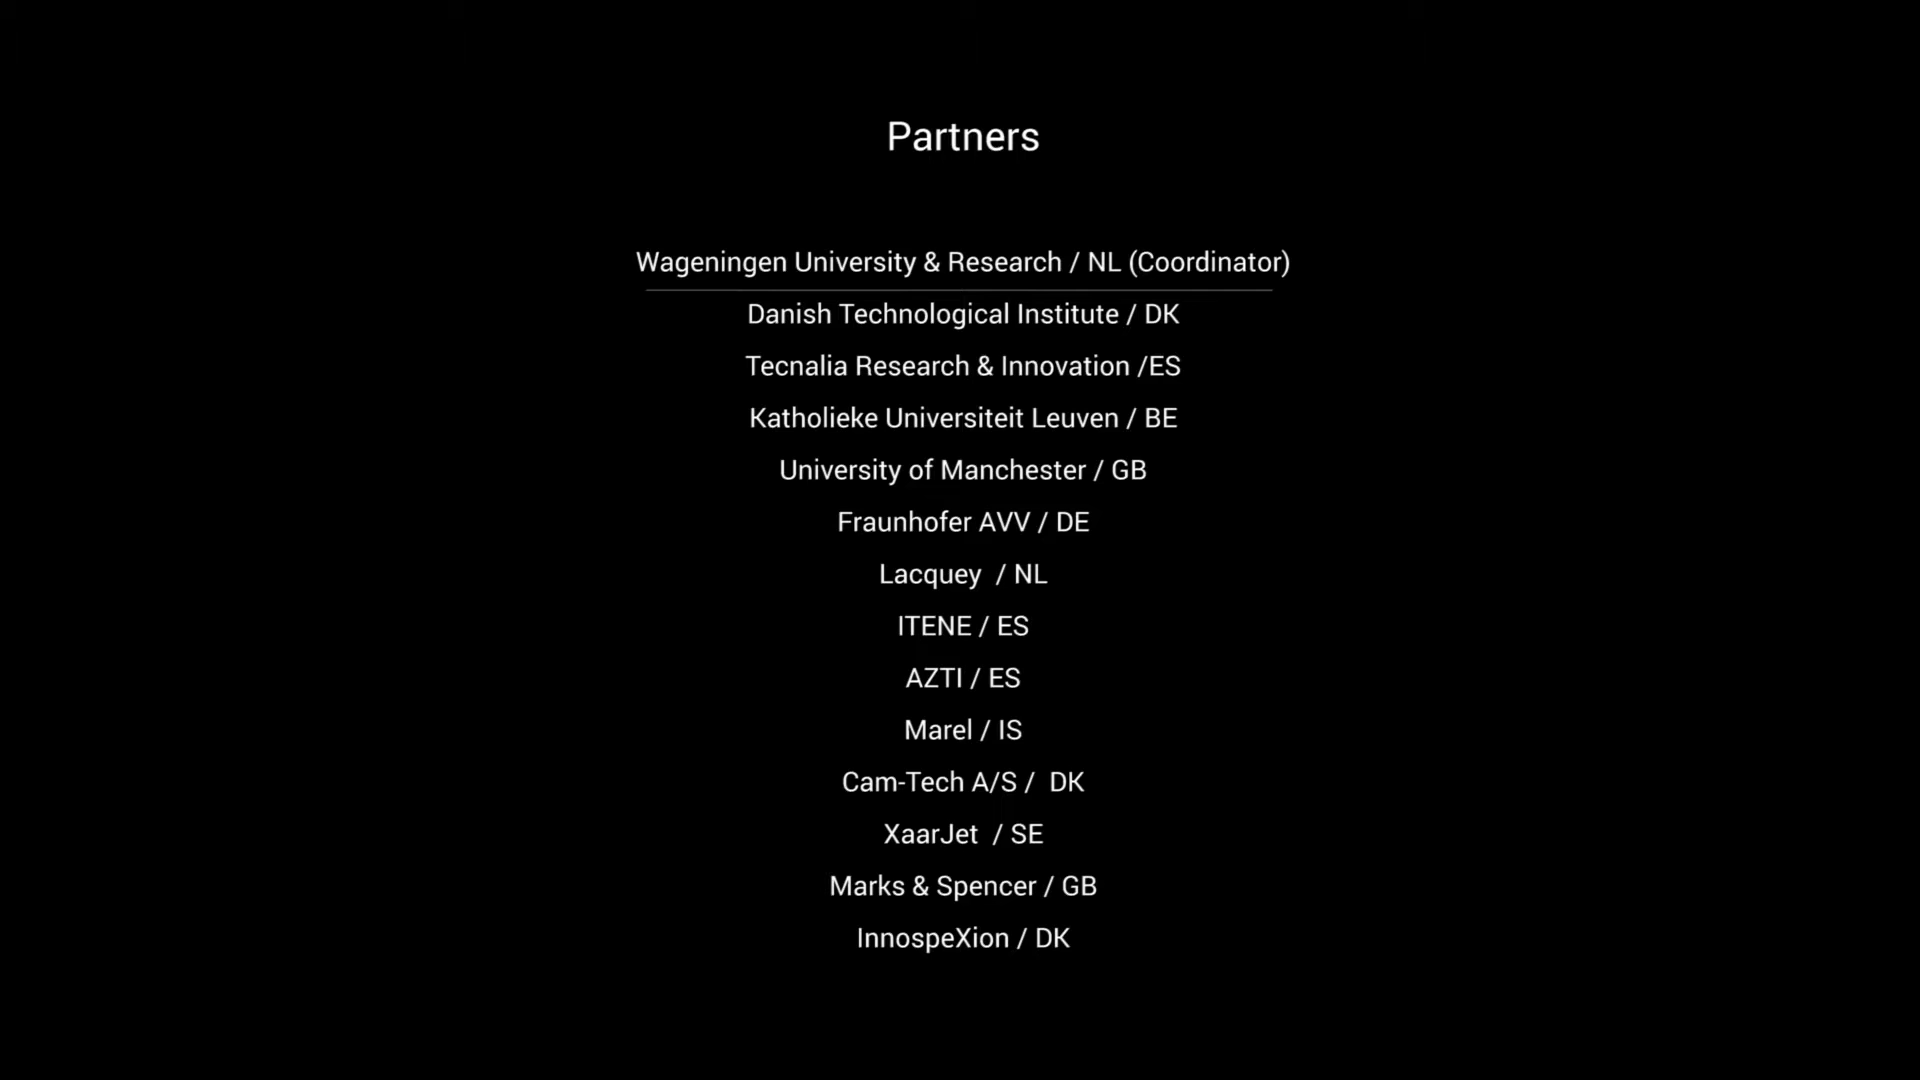 Partners
Wageningen University & Research / NL (Coordinator)
Danish Technological Institute / DK
Tecnalia Research & Innovation /ES
Katholieke Universiteit Leuven / BE
University of Manchester / GB
Fraunhofer AVV / DE
Lacquey  / NL
ITENE / ES
AZTI / ES
Marel / IS
Cam-Tech A/S /  DK
XaarJet  / SE
Marks & Spencer / GB
InnospeXion / DK